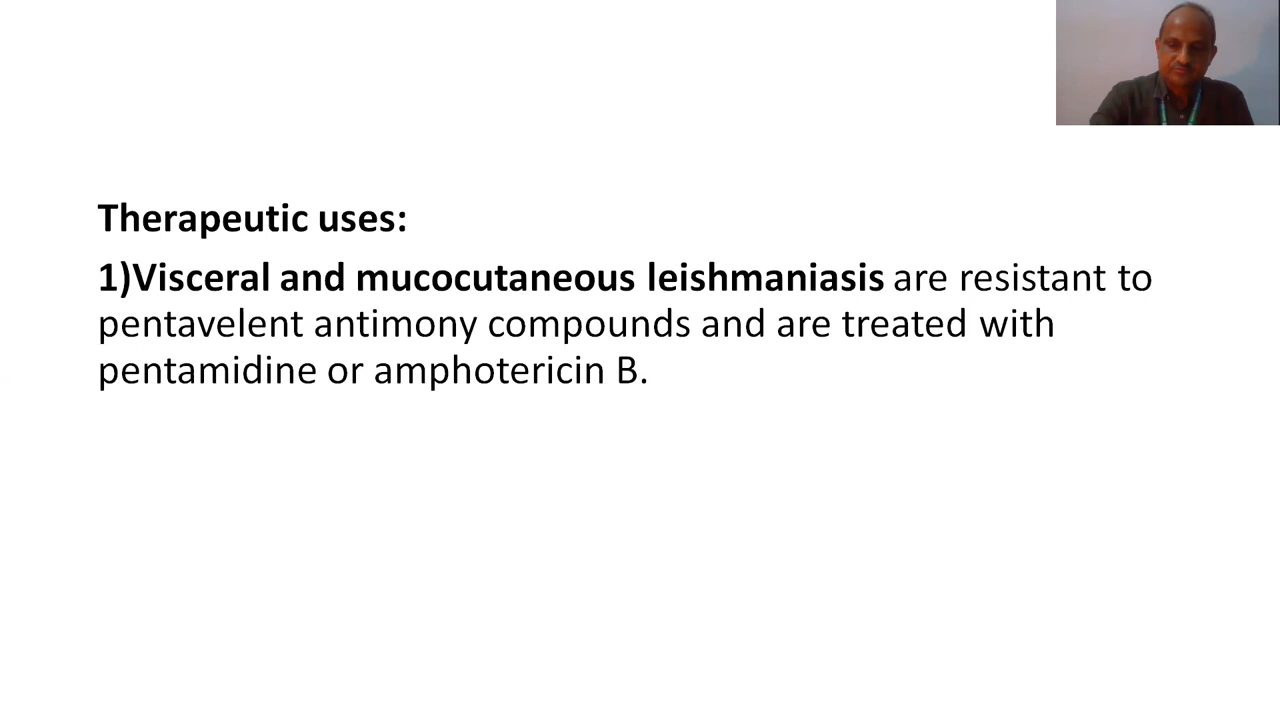 Therapeutic uses:
1)Visceral and mucocutaneous leishmaniasis are resistant to
pentavelent antimony compounds and are treated with
pentamidine or amphotericin B.